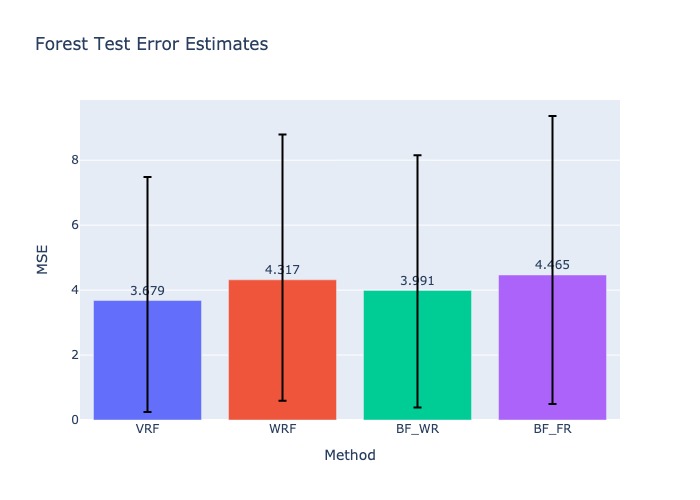 Forest Test Error Estimates
MSE
8
6
4
2
0
3.679
4.317
3.991
4.465
VRF
WRF
BF_WR
BF_FR
Method